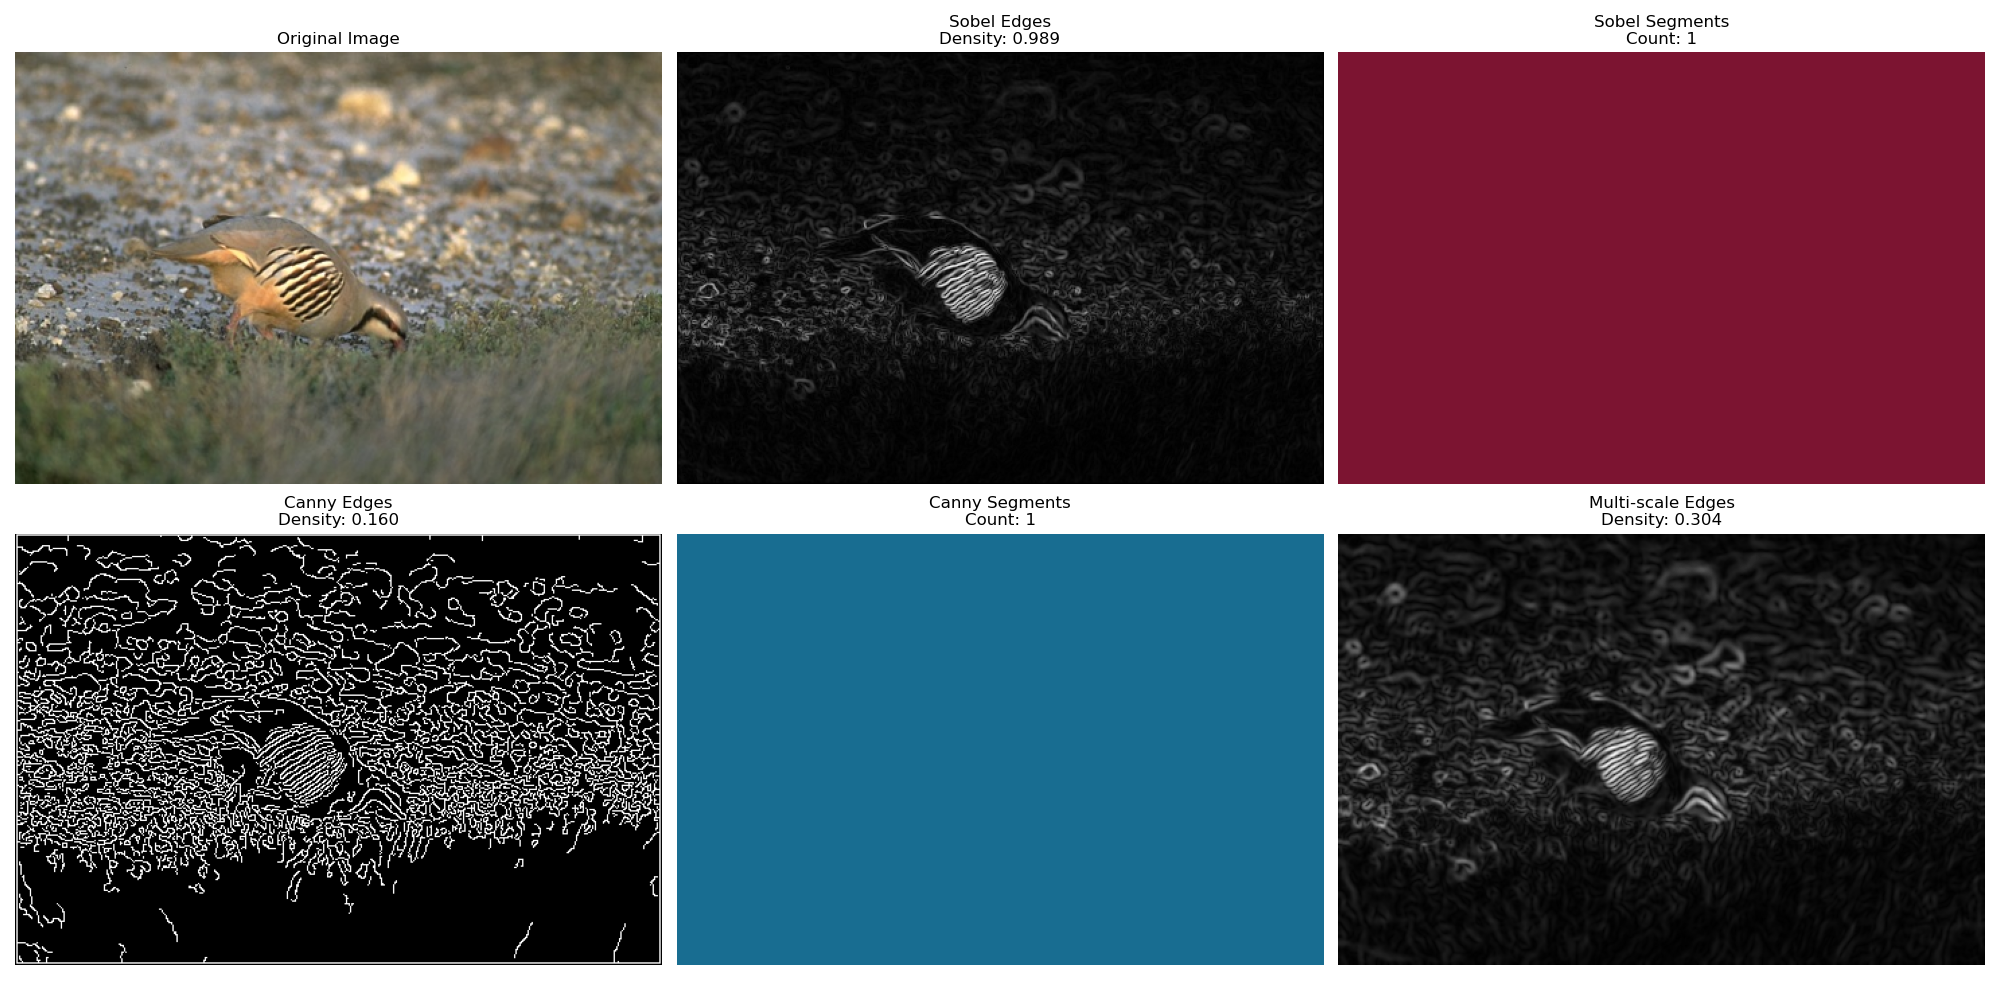 Original Image
Sobel Edges
Density: 0.989
Sobel Segments
Count: 1
Canny Edges
Density: 0.160
Canny Segments
Count: 1
Multi-scale Edges
Density: 0.304